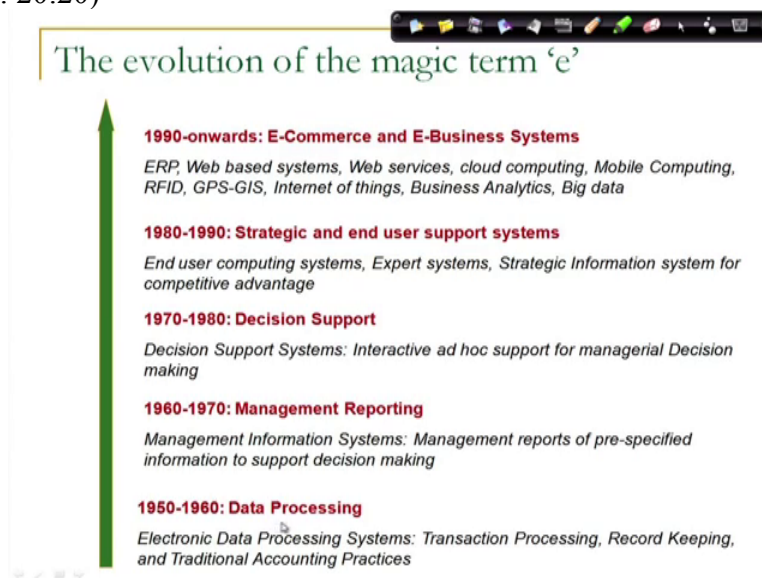 : 20:20)
The evolution of the magic term ‘e’
1990-onwards: E-Commerce and E-Business Systems
ERP, Web based systems, Web services, cloud computing, Mobile Computing,
RFID, GPS-GIS, Internet of things, Business Analytics, Big data
1980-1990: Strategic and end user support systems
End user computing systems, Expert systems, Strategic Information system for
competitive advantage
1970-1980: Decision Support
Decision Support Systems: Interactive ad hoc support for managerial Decision
making
1960-1970: Management Reporting
Management Information Systems: Management reports of pre-specified
information to support decision making
1950-1960: Data Processing
Electronic Data Processing Systems: Transaction Processing, Record Keeping,
and Traditional Accounting Practices